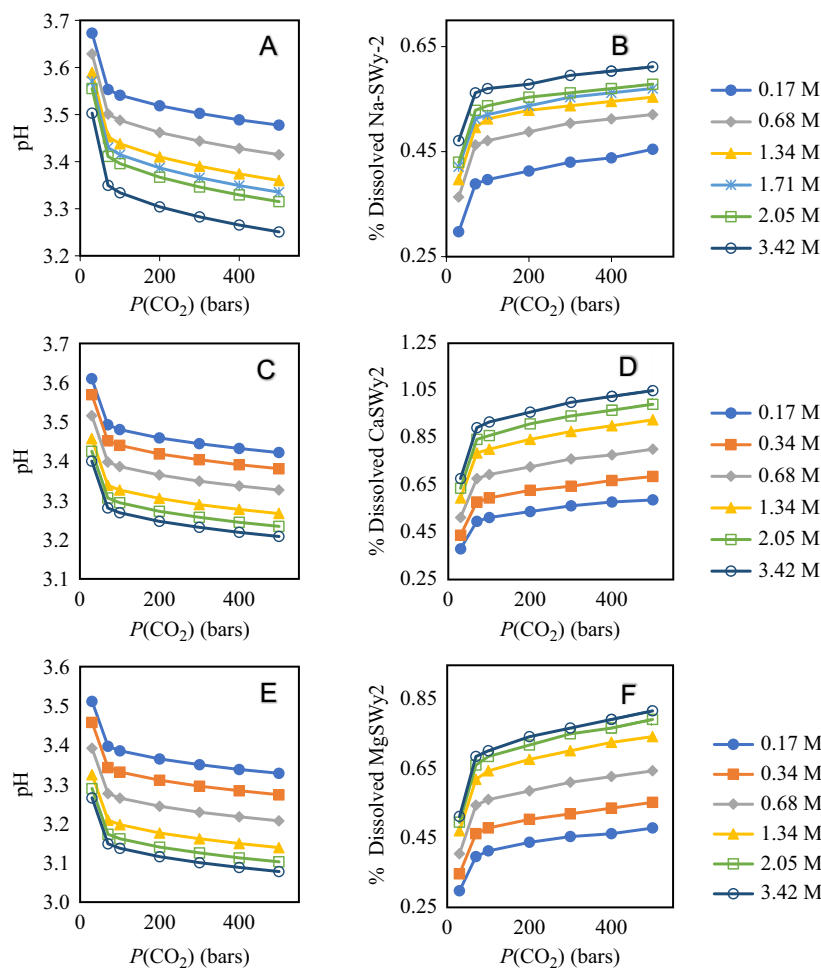 A
3.7
3.6
3.5
3.4
3.3
3.2
pH
0
200
400
P(CO₂) (bars)
B
0.65
0.45
0.25
% Dissolved Na-SWy-2
0
200
400
P(CO₂) (bars)
0.17 M
0.68 M
1.34 M
1.71 M
2.05 M
3.42 M
C
3.7
3.6
3.5
3.4
3.3
3.2
3.1
pH
0
200
400
P(CO₂) (bars)
D
1.25
1.05
0.85
0.65
0.45
0.25
% Dissolved CaSWy2
0
200
400
P(CO₂) (bars)
0.17 M
0.34 M
0.68 M
1.34 M
2.05 M
3.42 M
E
3.6
3.5
3.4
3.3
3.2
3.1
3.0
pH
0
200
400
P(CO₂) (bars)
F
0.85
0.65
0.45
0.25
% Dissolved MgSWy2
0
200
400
P(CO₂) (bars)
0.17 M
0.34 M
0.68 M
1.34 M
2.05 M
3.42 M